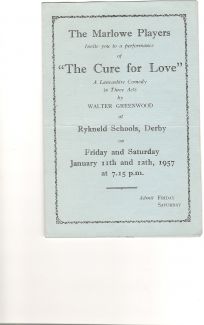 The Marlowe Players
Invite you to a performance
of
"The Cure for Love"
A Lancashire Comedy
in Three Acts
by
WALTER GREENWOOD
at
Rykneld Schools, Derby
on
Friday and Saturday
January 11th and 12th, 1957
at 7-15 p.m.
Admit FRIDAY
SATURDAY